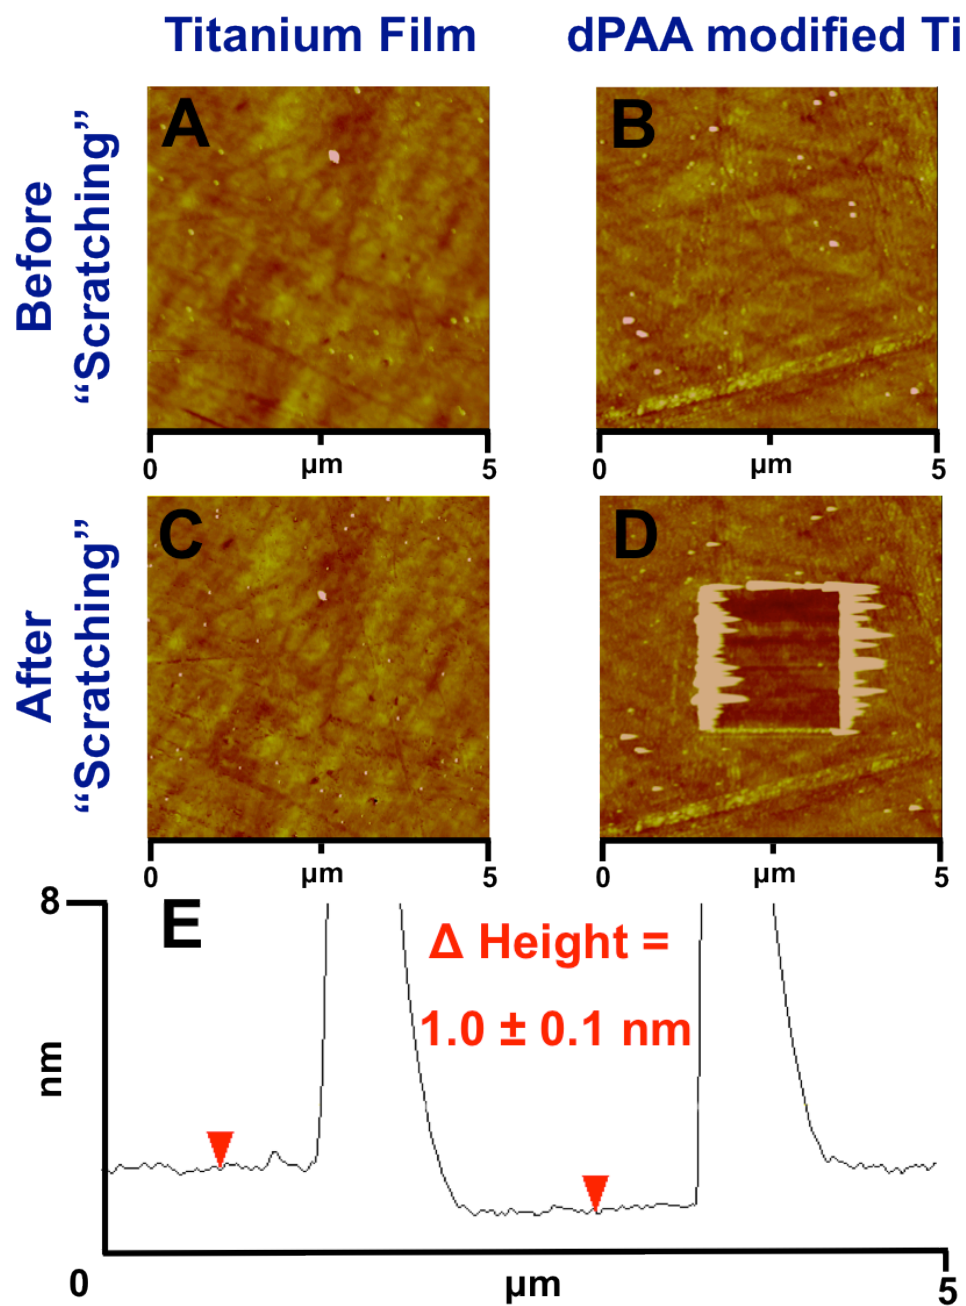 Titanium Film
dPAA modified Ti
Before
“Scratching”
A
B
0
µm
5
0
µm
5
After
“Scratching”
C
D
0
µm
5
0
µm
5
8
E
Δ Height =
1.0 ± 0.1 nm
nm
0
µm
5